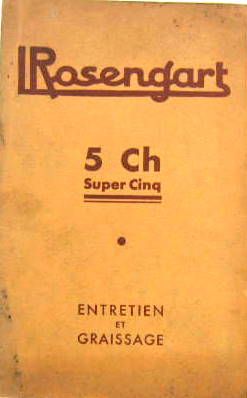 L.Rosengart
5 Ch
Super Cinq
ENTRETIEN
ET
GRAISSAGE